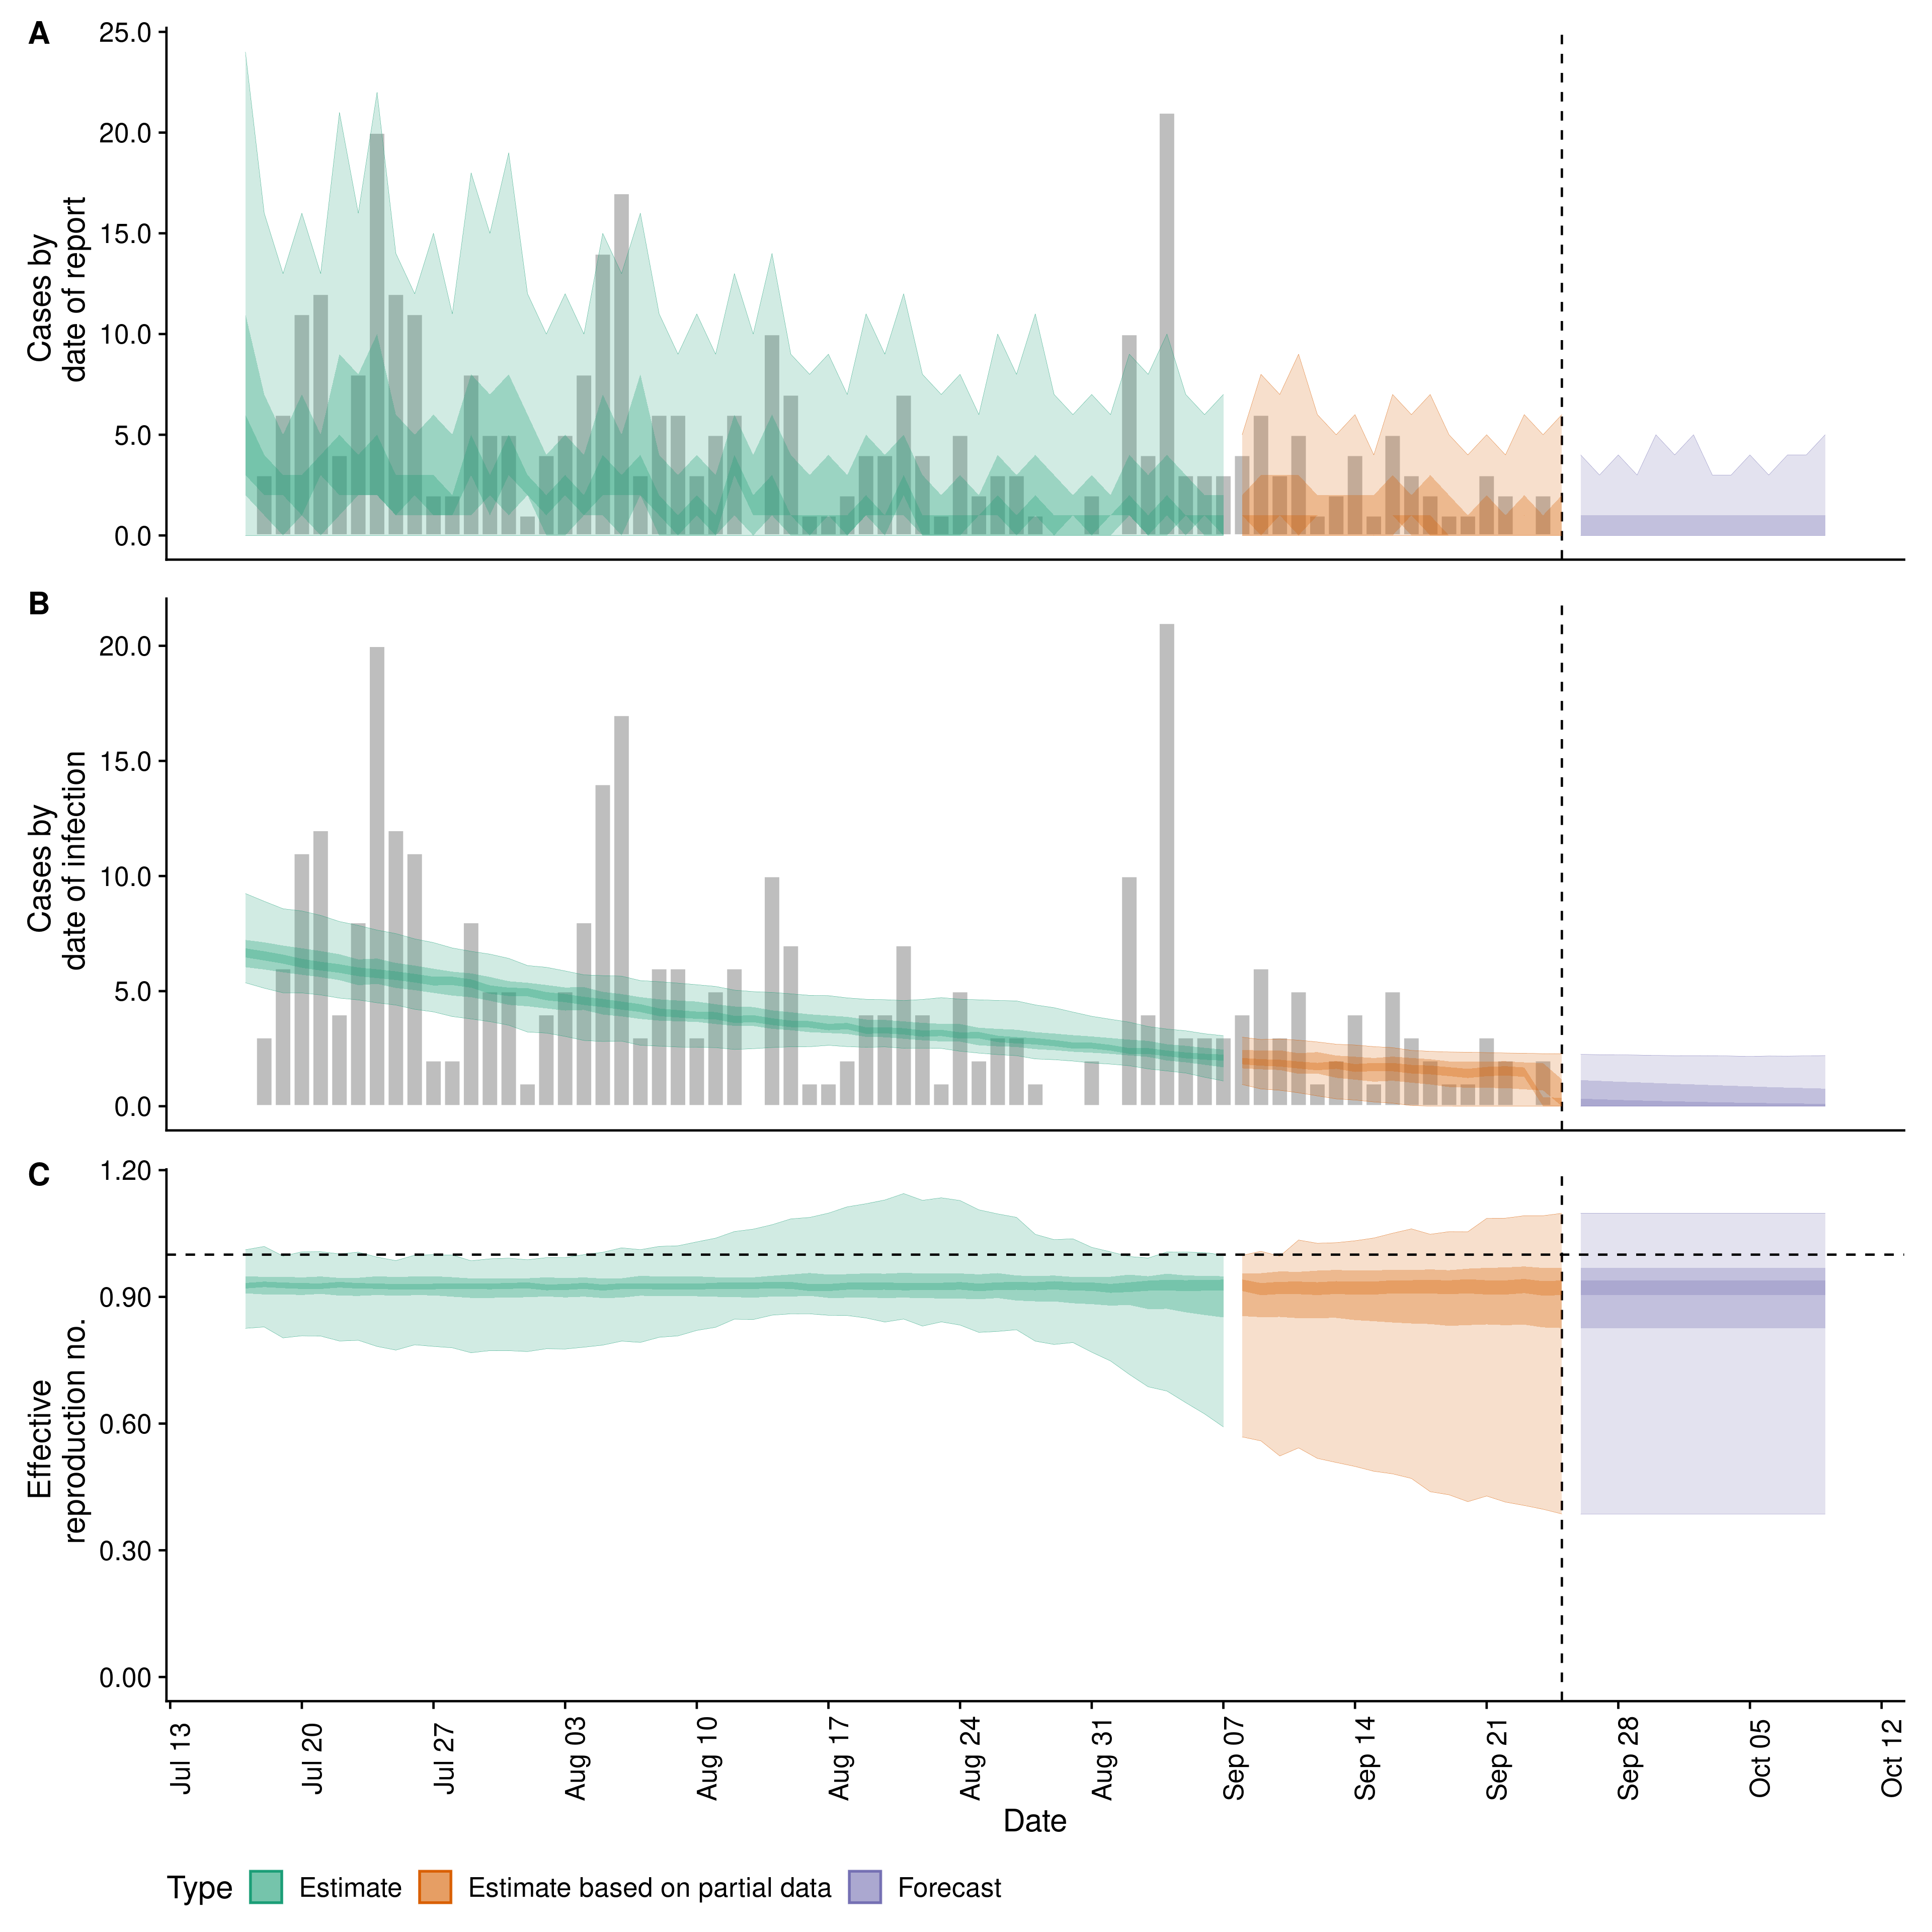 A
25.0
20.0
15.0
10.0
5.0
0.0
Cases by
date of report
B
20.0
15.0
10.0
5.0
0.0
Cases by
date of infection
C
1.20
0.90
0.60
0.30
0.00
Effective
reproduction no.
Jul 13
Jul 20
Jul 27
Aug 03
Aug 10
Aug 17
Aug 24
Aug 31
Sep 07
Sep 14
Sep 21
Sep 28
Oct 05
Oct 12
Date
Type Estimate Estimate based on partial data Forecast